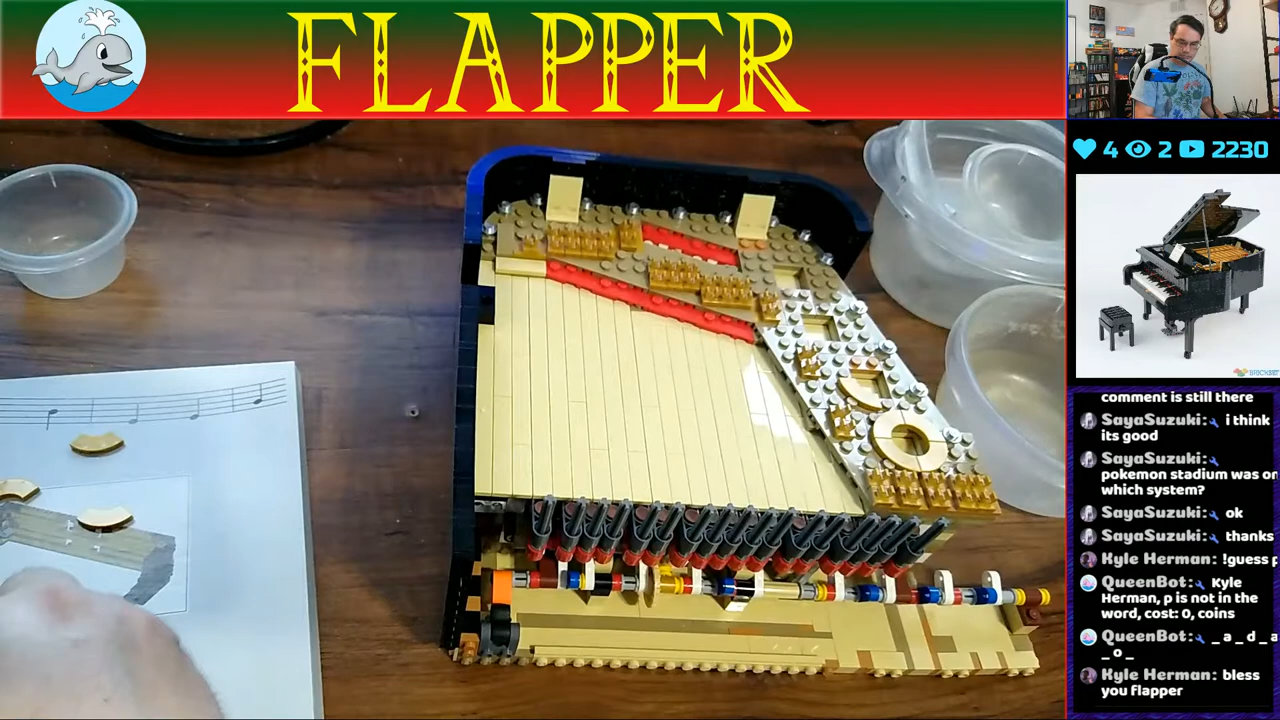 FLAPPER
4 2 2230
BRICKSET
comment is still there
SayaSuzuki: i think
its good
SayaSuzuki:
pokemon stadium was on
which system?
SayaSuzuki: ok
SayaSuzuki: thanks
Kyle Herman: !guess p
QueenBot: Kyle
Herman, p is not in the
word, cost: 0, coins
QueenBot: _ a _ d _ a
_ o _
Kyle Herman: bless
you flapper